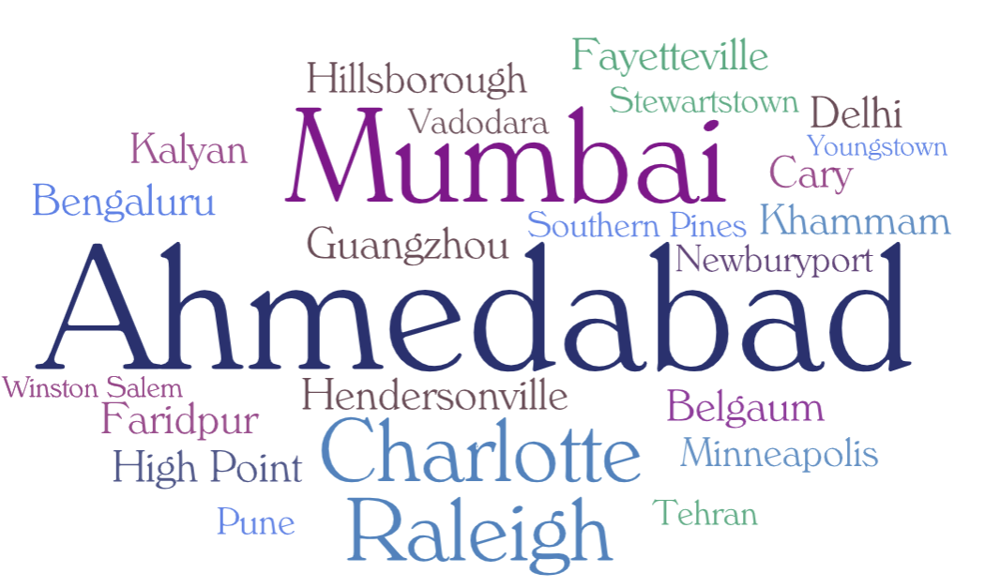 Fayetteville
Hillsborough
Stewartstown
Delhi
Vadodara
Mumbai
Kalyan
Youngstown
Cary
Bengaluru
Southern Pines
Khammam
Guangzhou
Newburyport
Ahmedabad
Winston Salem
Hendersonville
Belgaum
Faridpur
Charlotte
Minneapolis
High Point
Pune
Raleigh
Tehran